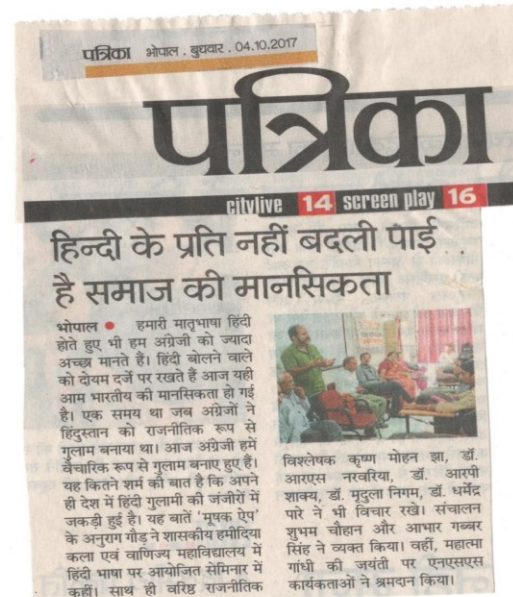 पत्रिका भोपाल . बुधवार . 04.10.2017
पत्रिका
citylive 14 screen play 16
हिन्दी के प्रति नहीं बदली पाई
है समाज की मानसिकता
भोपाल ● हमारी मातृभाषा हिंदी
होते हुए भी हम अंग्रेजी को ज्यादा
अच्छा मानते हैं। हिंदी बोलने वाले
को दोयम दर्जे पर रखते हैं आज यही
आम भारतीय की मानसिकता हो गई
है। एक समय था जब अंग्रेजों ने
हिंदुस्तान को राजनीतिक रूप से
गुलाम बनाया था। आज अंग्रेजी हमें
वैचारिक रूप से गुलाम बनाए हुए हैं।
यह कितने शर्म की बात है कि अपने
ही देश में हिंदी गुलामी की जंजीरों में
जकड़ी हुई है। यह बातें 'मूषक ऐप'
के अनुराग गौड़ ने शासकीय हमीदिया
कला एवं वाणिज्य महाविद्यालय में
हिंदी भाषा पर आयोजित सेमिनार में
कहीं। साथ ही वरिष्ठ राजनीतिक
विश्लेषक कृष्ण मोहन झा, डॉ.
आरएस नरवरिया, डॉ. आरपी
शाक्य, डॉ. मृदुला निगम, डॉ. धर्मेंद्र
पारे ने भी विचार रखे। संचालन
शुभम चौहान और आभार गब्बर
सिंह ने व्यक्त किया। वहीं, महात्मा
गांधी की जयंती पर एनएसएस
कार्यकताओं ने श्रमदान किया।